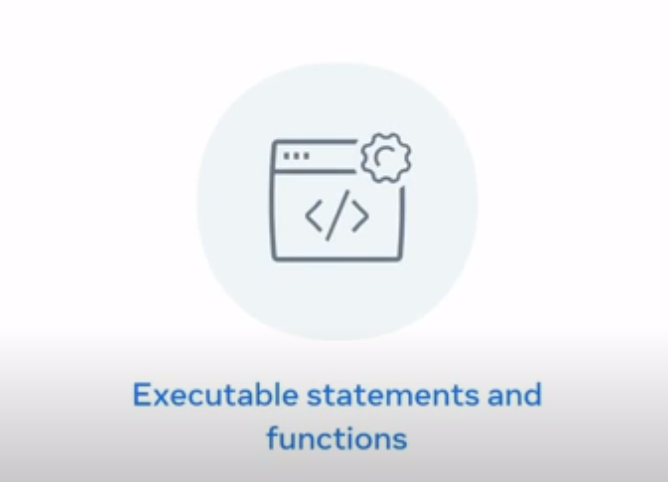 Executable statements and
functions